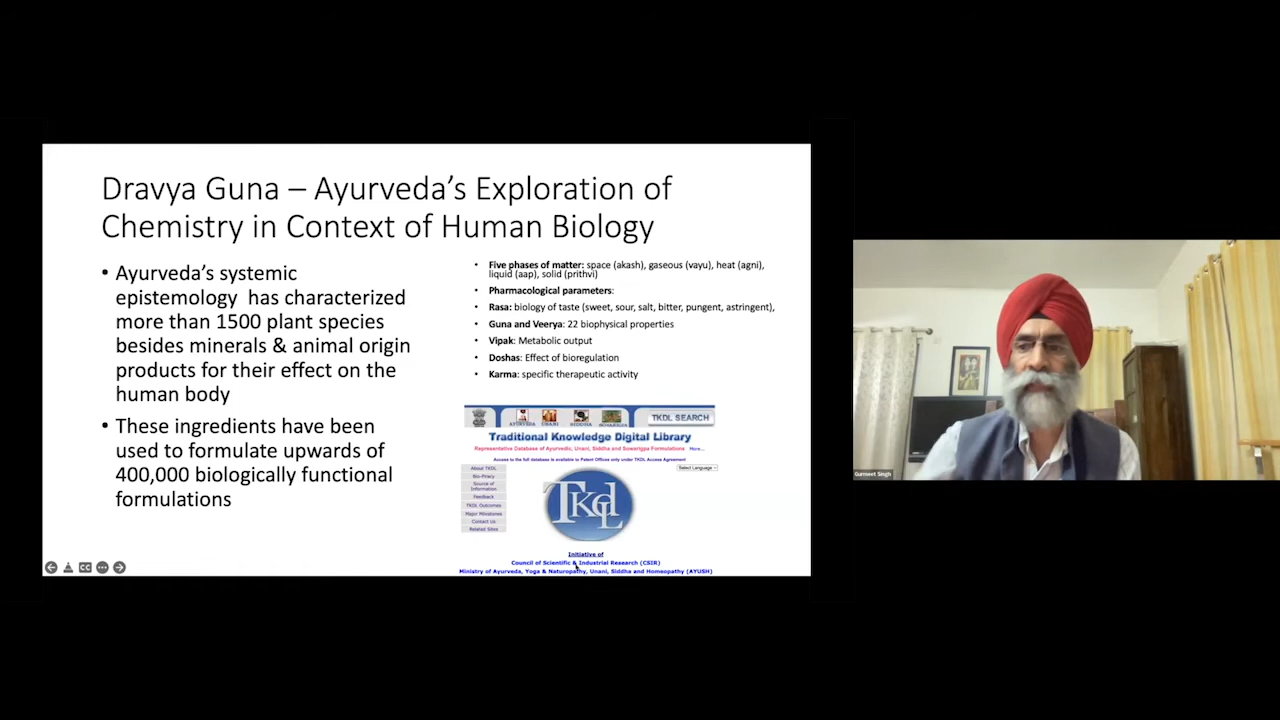 Dravya Guna – Ayurveda's Exploration of
Chemistry in Context of Human Biology
• Ayurveda's systemic
epistemology has characterized
more than 1500 plant species
besides minerals & animal origin
products for their effect on the
human body
• These ingredients have been
used to formulate upwards of
400,000 biologically functional
formulations
• Five phases of matter: space (akash), gaseous (vayu), heat (agni),
liquid (aap), solid (prithvi)
• Pharmacological parameters:
• Rasa: biology of taste (sweet, sour, salt, bitter, pungent, astringent),
• Guna and Veerya: 22 biophysical properties
• Vipak: Metabolic output
• Doshas: Effect of bioregulation
• Karma: specific therapeutic activity
AYURVEDA UNANI SIDDHA
TKDL SEARCH
Traditional Knowledge Digital Library
Representative Database of Ayurvedic, Unani, Siddha and Sowarigpa Formulations More...
Access to the full database is available to Patent Offices only under TKDL Access Agreement
Select Language
About TKDL
Bio-Piracy
Source of
Information
Feedback
TKDL Outcomes
Major Milestones
Contact us
Related Sites
TKDL
Initiative of
Council of Scientific & Industrial Research (CSIR)
Ministry of Ayurveda, Yoga & Naturopathy, Unani, Siddha and Homeopathy (AYUSH)
CC
Gurmeet Singh